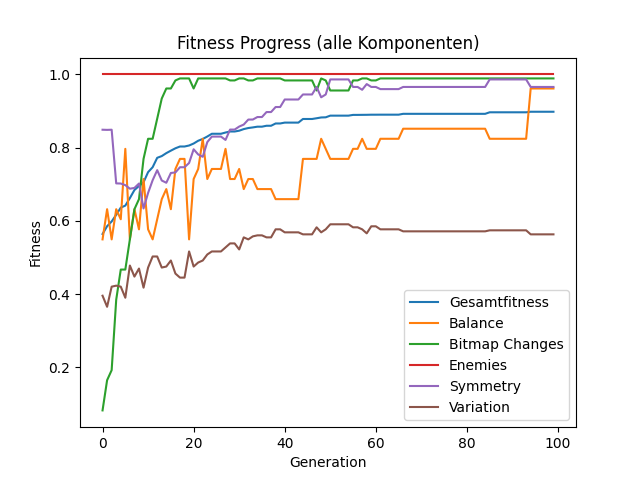 Fitness Progress (alle Komponenten)
1.0
0.8
0.6
0.4
0.2
Fitness
0
20
40
60
80
100
Generation
Gesamtfitness
Balance
Bitmap Changes
Enemies
Symmetry
Variation